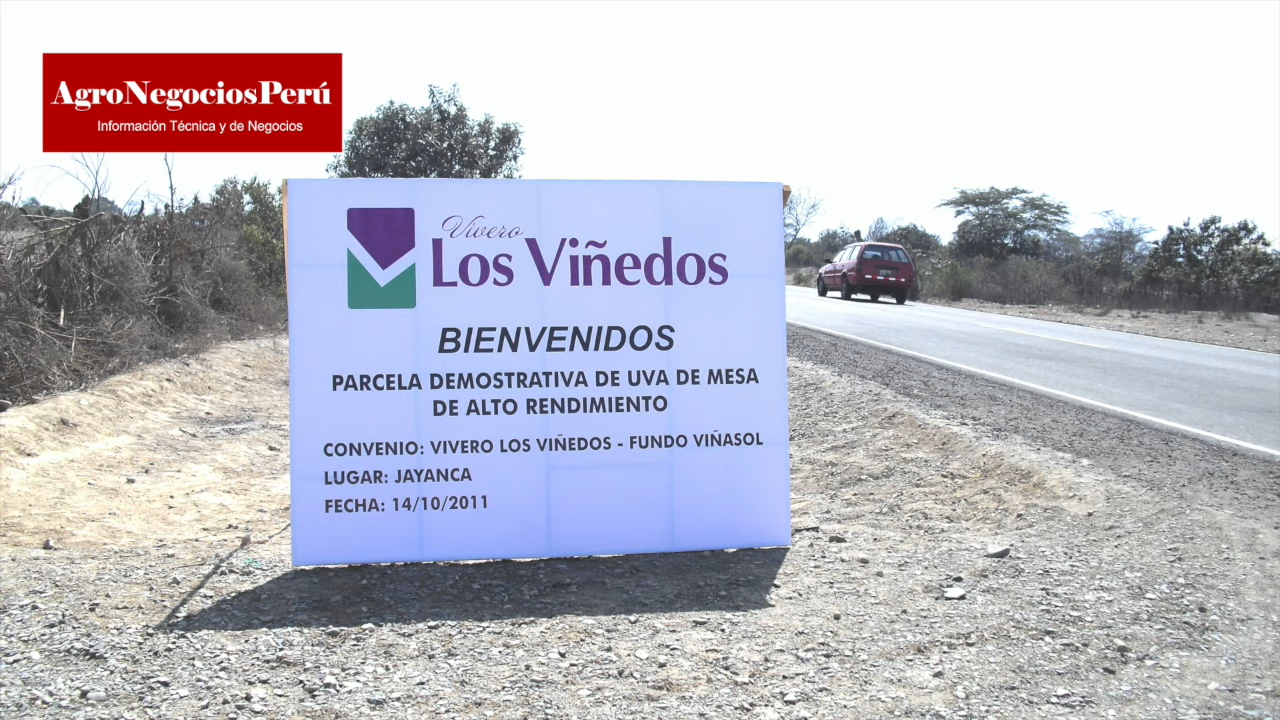 AgroNegociosPerú
Información Técnica y de Negocios
Vivero
Los Viñedos
BIENVENIDOS
PARCELA DEMOSTRATIVA DE UVA DE MESA
DE ALTO RENDIMIENTO
CONVENIO: VIVERO LOS VIÑEDOS - FUNDO VIÑASOL
LUGAR: JAYANCA
FECHA: 14/10/2011